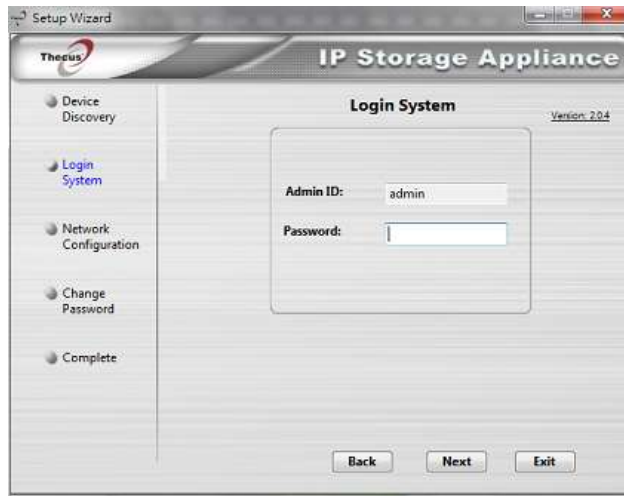 Setup Wizard
Thecus
IP Storage Appliance
Device
Discovery
Login
System
Network
Configuration
Change
Password
Complete
Login System
Version: 2.0.4
Admin ID:
admin
Password:
Back
Next
Exit